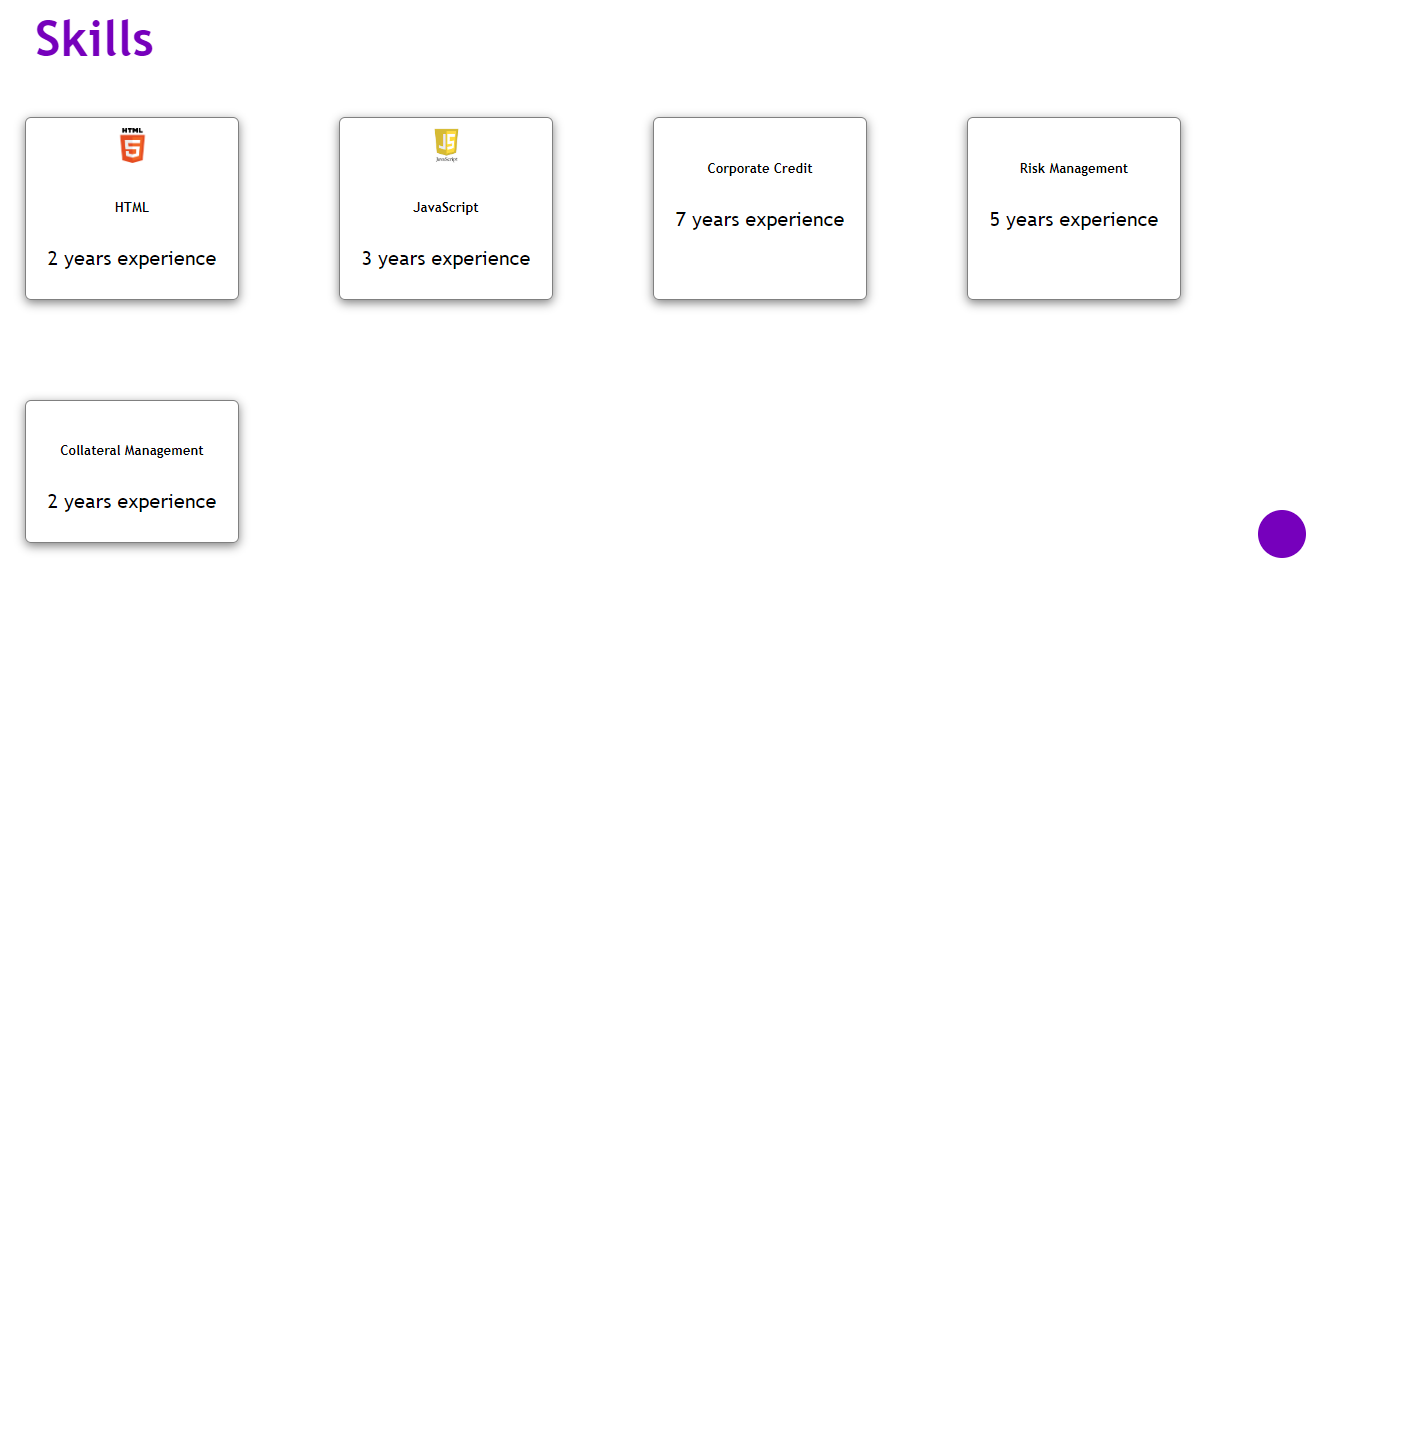 Skills
HTML
5
HTML
2 years experience
JS
JavaScript
JavaScript
3 years experience
Corporate Credit
7 years experience
Risk Management
5 years experience
Collateral Management
2 years experience